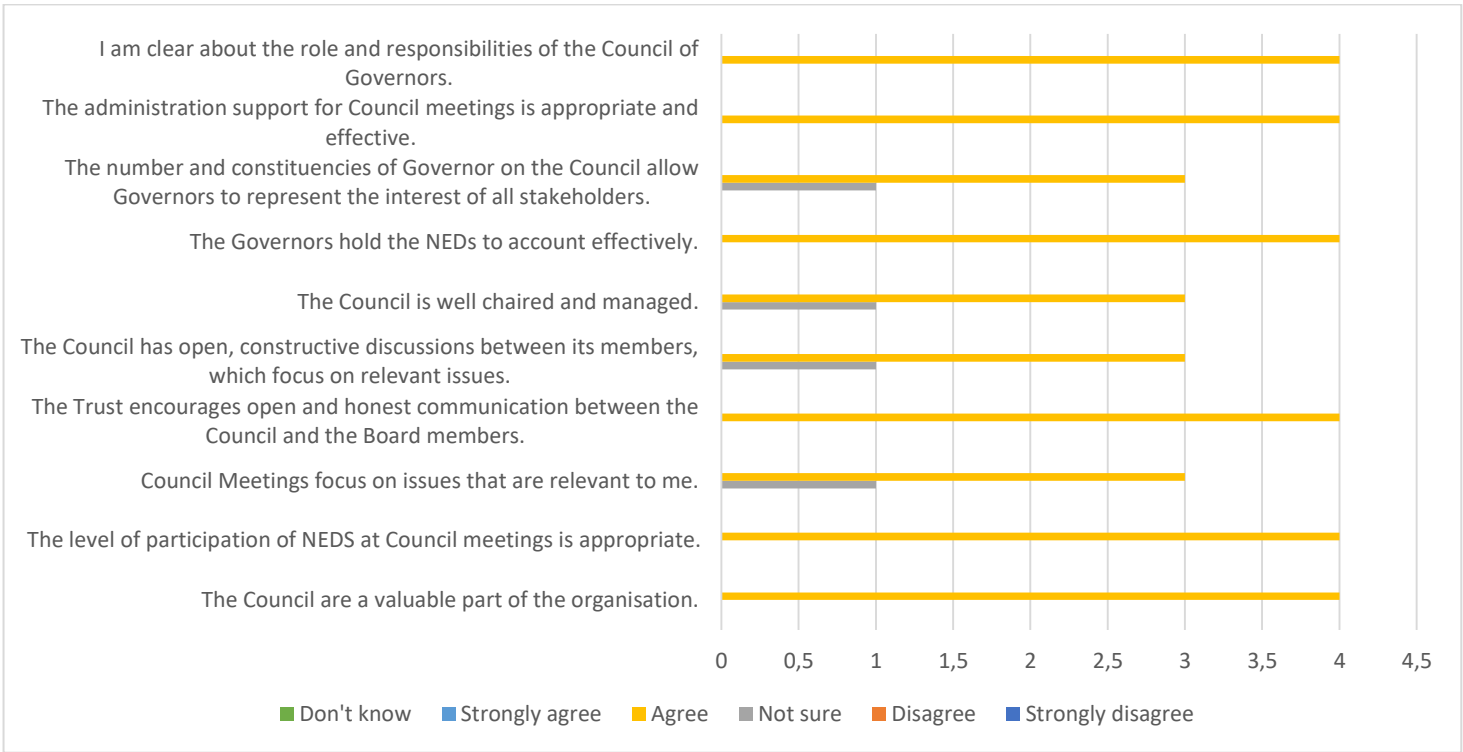 I am clear about the role and responsibilities of the Council of
Governors.
The administration support for Council meetings is appropriate and
effective.
The number and constituencies of Governor on the Council allow
Governors to represent the interest of all stakeholders.
The Governors hold the NEDs to account effectively.
The Council is well chaired and managed.
The Council has open, constructive discussions between its members,
which focus on relevant issues.
The Trust encourages open and honest communication between the
Council and the Board members.
Council Meetings focus on issues that are relevant to me.
The level of participation of NEDS at Council meetings is appropriate.
The Council are a valuable part of the organisation.
0 0,5 1 1,5 2 2,5 3 3,5 4 4,5
Don't know Strongly agree Agree Not sure Disagree Strongly disagree